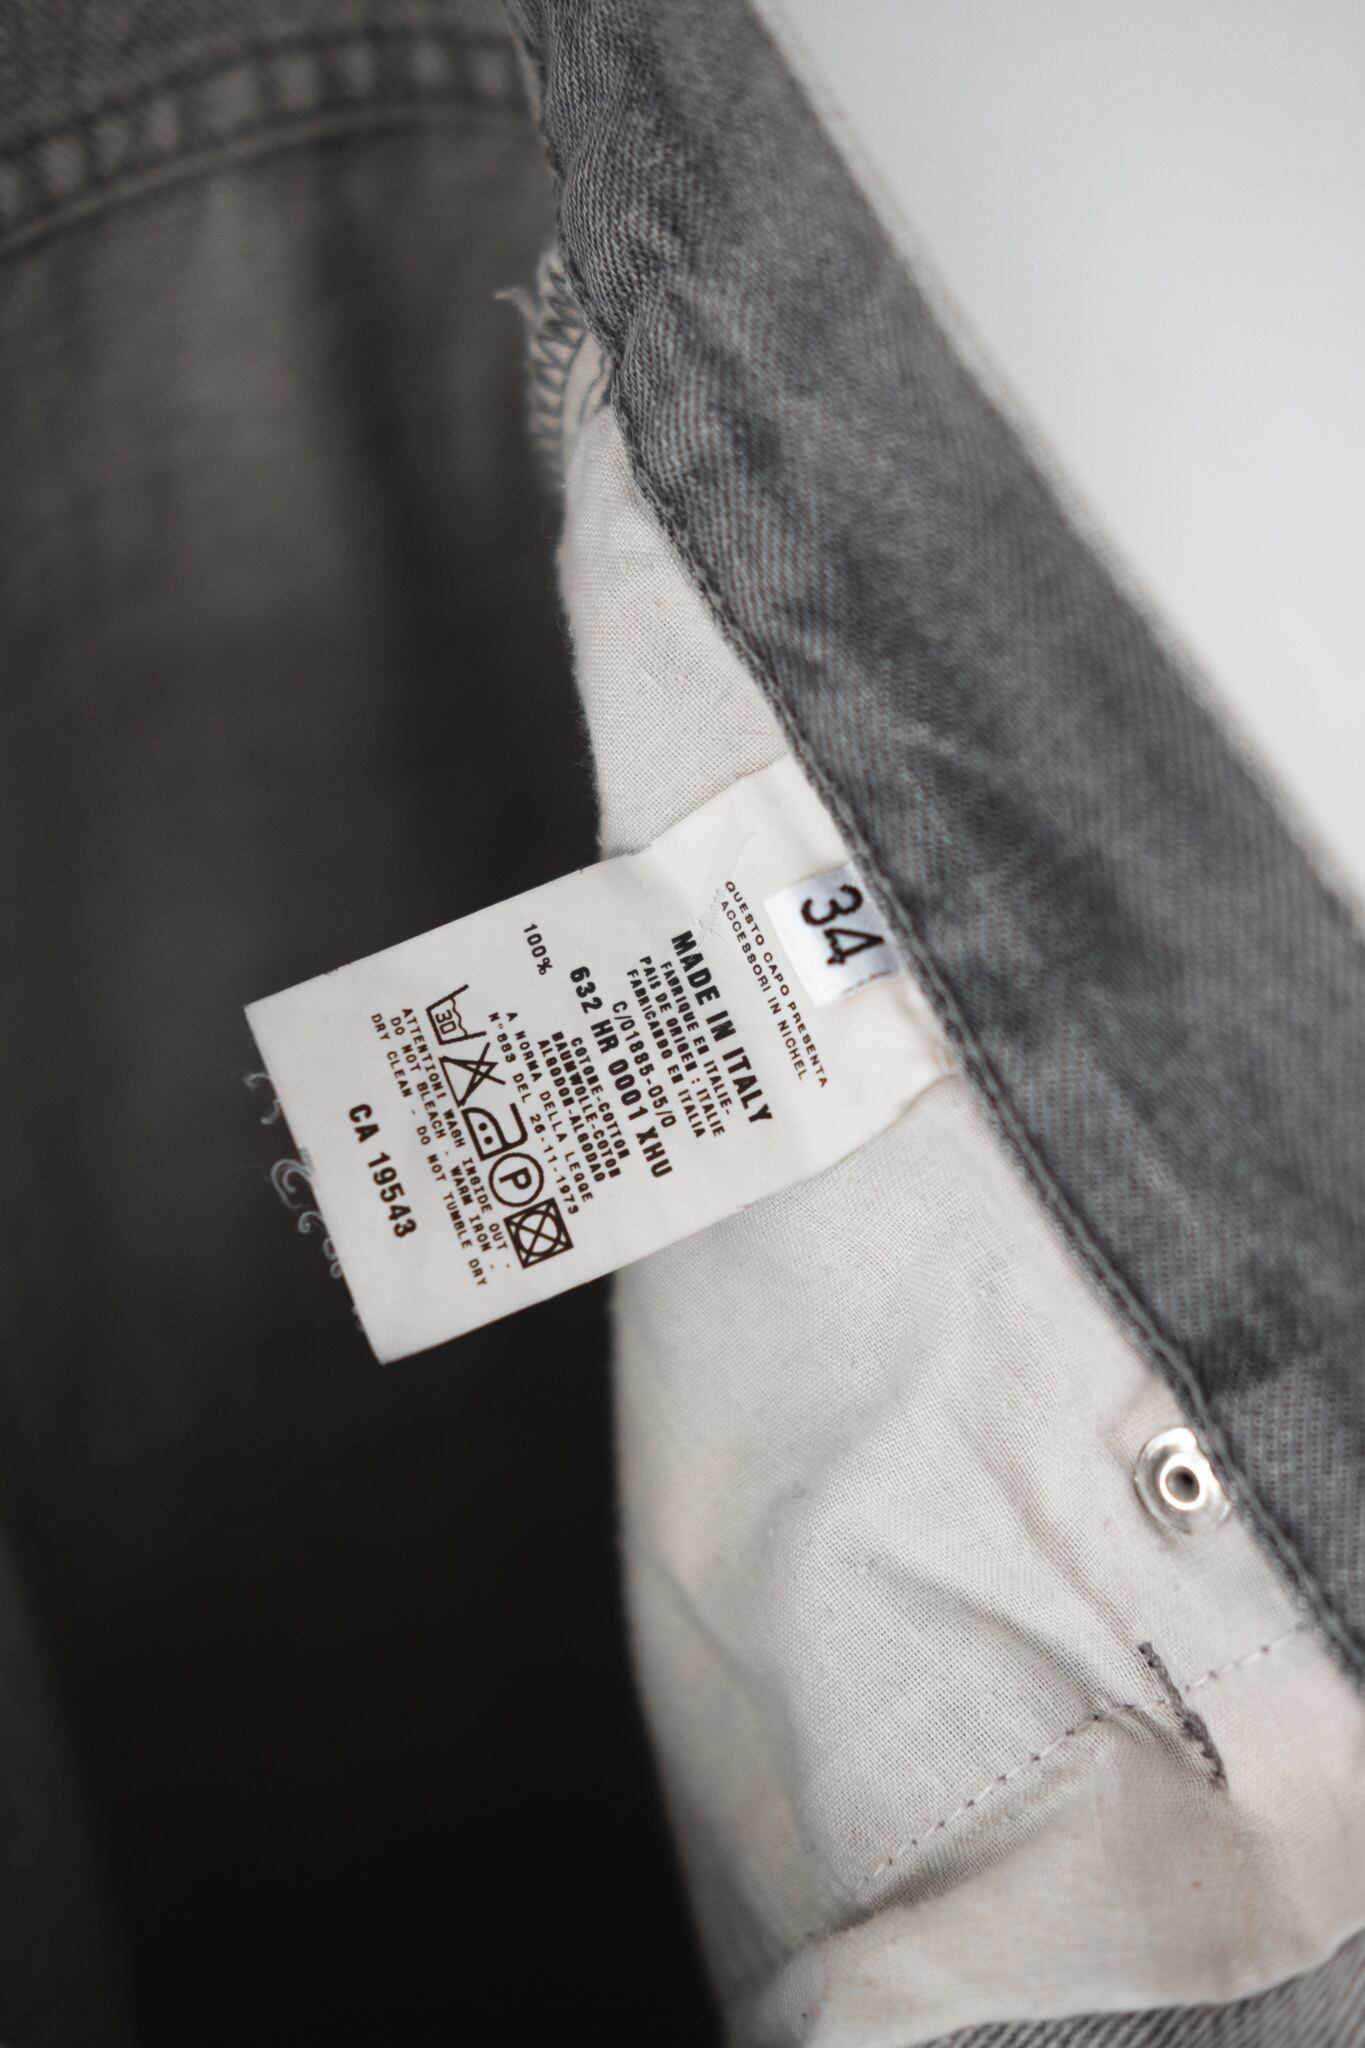 34
QUESTO CAPO PRESENTA
ACCESSORI IN NICHEL
MADE IN ITALY
FABRIQUE EN ITALIE-
PAIS DE ORIGEN : ITALIE
FABRICANDO EN ITALIA
C/01885-05/0
632 HR 0001 XHU
100%
COTONE-COTTON
BAUMWOLLE-COTON
ALGODON-ALGODAO
A NORMA DELLA LEGGE
N°883 DEL 26-11-1973
30
P
ATTENTION: WASH INSIDE OUT -
DO NOT BLEACH - WARM IRON -
DRY CLEAN - DO NOT TUMBLE DRY
CA 19543